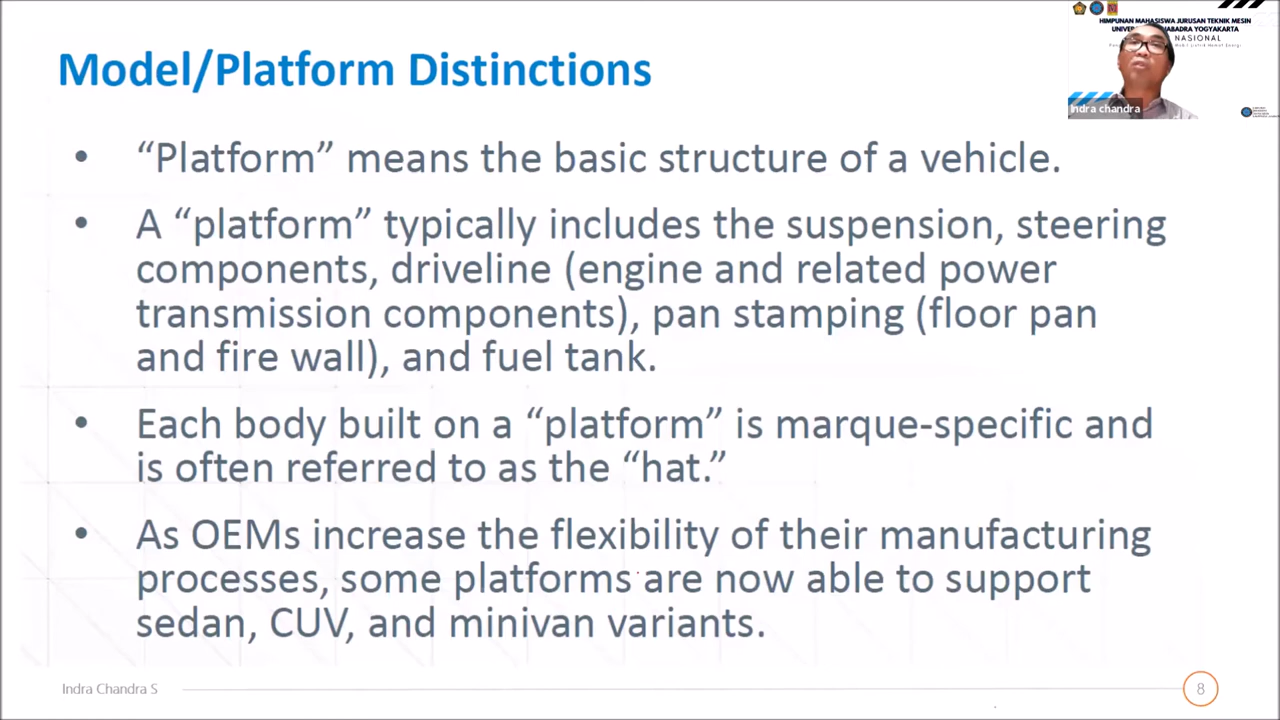 HIMPUNAN MAHASISWA JURUSAN TEKNIK MESIN
YOGYAKARTA
NASIONAL
Indra chandra
Model/Platform Distinctions
• “Platform” means the basic structure of a vehicle.
• A “platform” typically includes the suspension, steering
components, driveline (engine and related power
transmission components), pan stamping (floor pan
and fire wall), and fuel tank.
• Each body built on a “platform” is marque-specific and
is often referred to as the “hat.”
• As OEMs increase the flexibility of their manufacturing
processes, some platforms are now able to support
sedan, CUV, and minivan variants.
Indra Chandra S
8